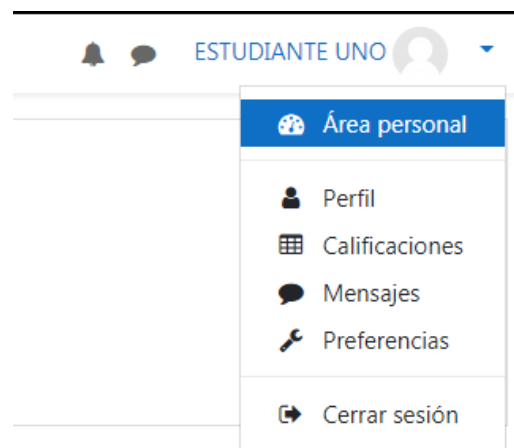 ESTUDIANTE UNO
Área personal
Perfil
Calificaciones
Mensajes
Preferencias
Cerrar sesión